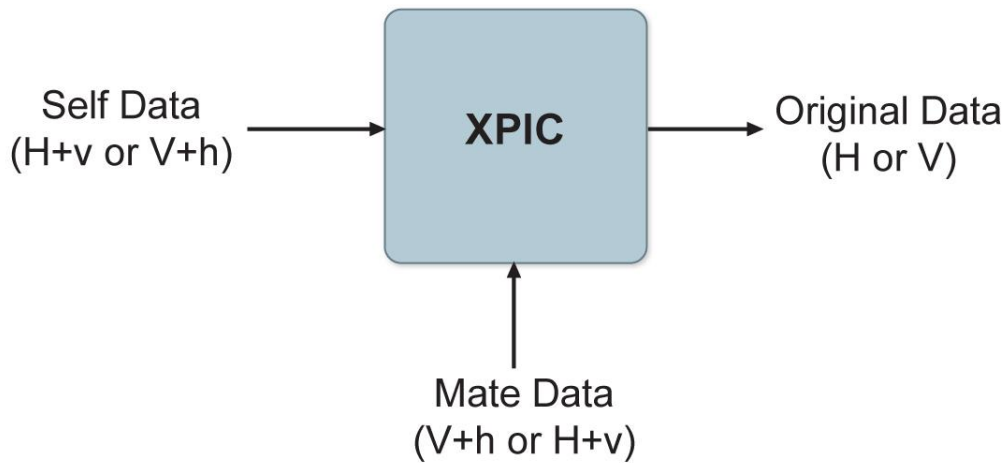 Self Data
(H+v or V+h)
XPIC
Original Data
(H or V)
Mate Data
(V+h or H+v)